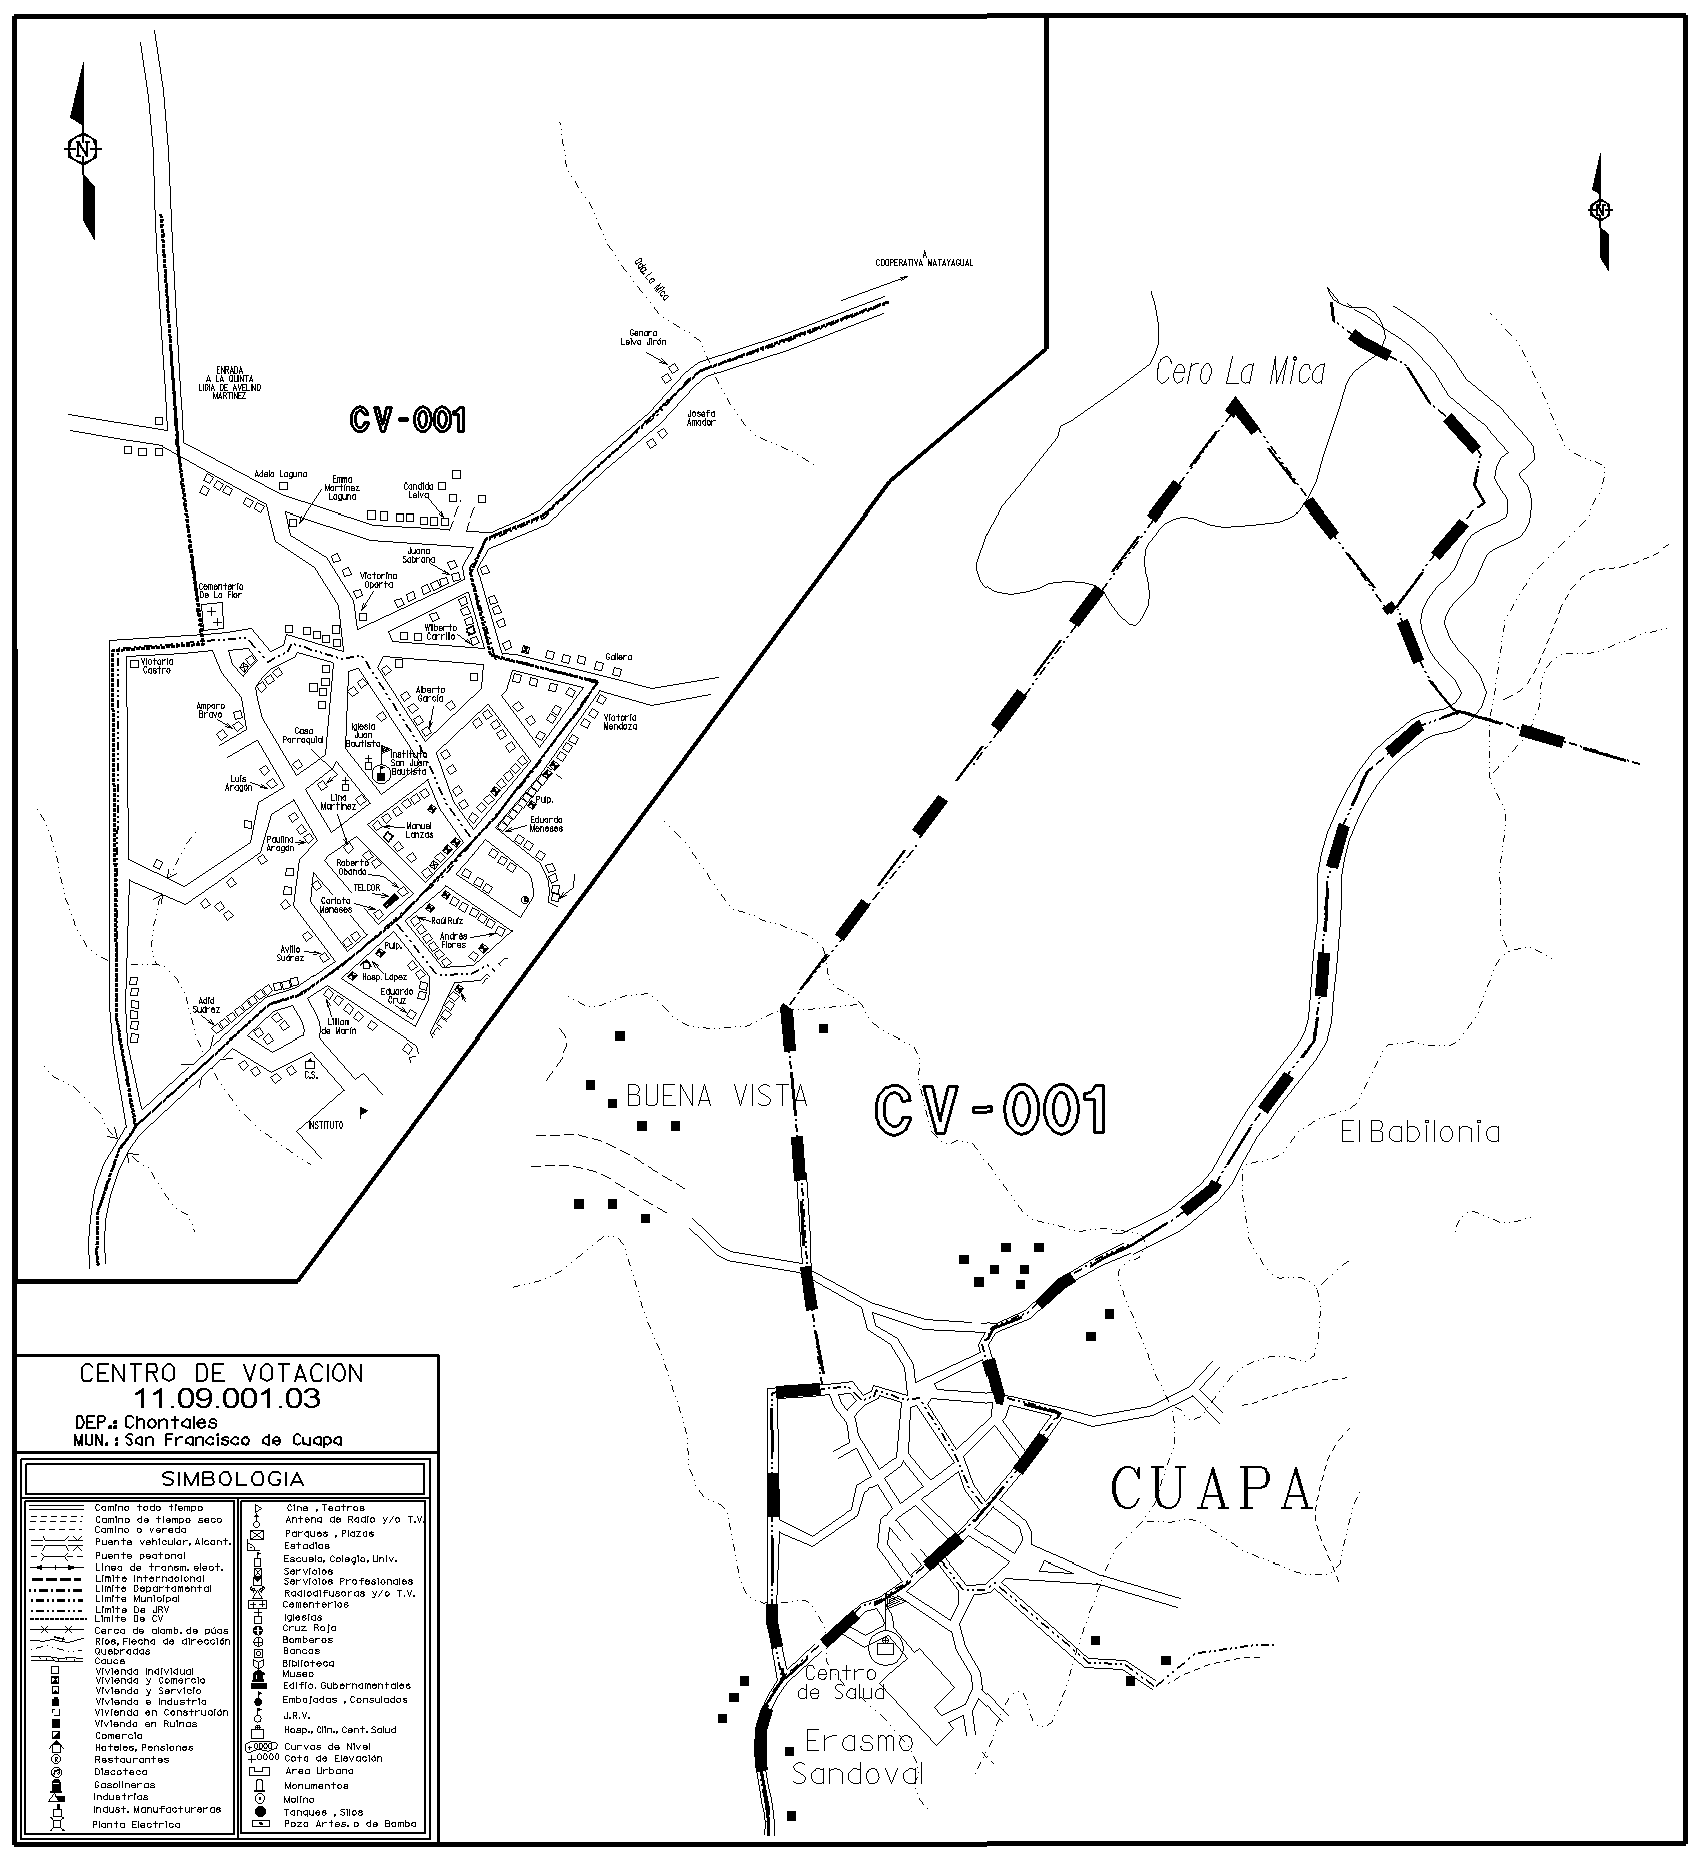 N
N
A
COOPERATIVA MATAYAGUAL
Qda. La Mica
Genara
Leiva Jirón
ENRADA
A LA QUINTA
LIDIA DE AVELINO
MARTINEZ
Cero La Mica
CV-001
Josefa
Amador
Adela Laguna
Emma
Martínez
Laguna
Candida
Leiva
Juana
Sabrana
Victorina
Oporta
Cementerio
De La Flor
Wilberto
Carrillo
Galera
Victoria
Castro
Alberto
García
Amparo
Bravo
Victoria
Mendoza
Casa
Parroquial
Iglesia
Juan
Bautista
Instituto
San Juan
Bautista
Luis
Aragón
Lina
Martínez
Pulp.
Manuel
Lanzas
Eduardo
Meneses
Paulina
Aragón
Roberto
Obando
TELCOR
Carlota
Meneses
Raúl Ruíz
Andrés
Flores
Avilio
Suárez
Pulp.
Hosp. López
Eduardo
Cruz
Adid
Suárez
Lilliam
de Marín
C.S.
INSTITUTO
BUENA VISTA
CV-001
El Babilonia
CUAPA
Centro
de Salud
Erasmo
Sandoval
CENTRO DE VOTACION
11.09.001.03
DEP.: Chontales
MUN.: San Francisco de Cuapa
SIMBOLOGIA
Camino todo tiempo
Camino de tiempo seco
Camino o vereda
Puente vehicular, Alcant.
Puente peatonal
Linea de transm. elect.
Limite Internacional
Limite Departamental
Limite Municipal
Limite De JRV
Limite De CV
Cerca de alamb. de púas
Ríos, Flecha de dirección
Quebradas
Cauce
Vivienda Individual
Vivienda y Comercio
Vivienda y Servicio
Vivienda e Industria
Vivienda en Construción
Vivienda en Ruinas
Comercio
Hoteles, Pensiones
Restaurantes
Discoteca
Gasolineras
Industrias
Indust. Manufactureras
Planta Electrica
Cine , Teatros
Antena de Radio y/o T.V.
Parques , Plazas
Estadios
Escuela, Colegio, Univ.
Servicios
Servicios Profesionales
Radiodifusoras y/o T.V.
Cementerios
Iglesias
Cruz Roja
Bomberos
Bancos
Biblioteca
Museo
Edific. Gubernamentales
Embajadas , Consulados
J.R.V.
Hosp., Clin., Cent. Salud
Curvas de Nivel
Cota de Elevación
Area Urbana
Monumentos
Molino
Tanques , Silos
Pozo Artes. o de Bomba